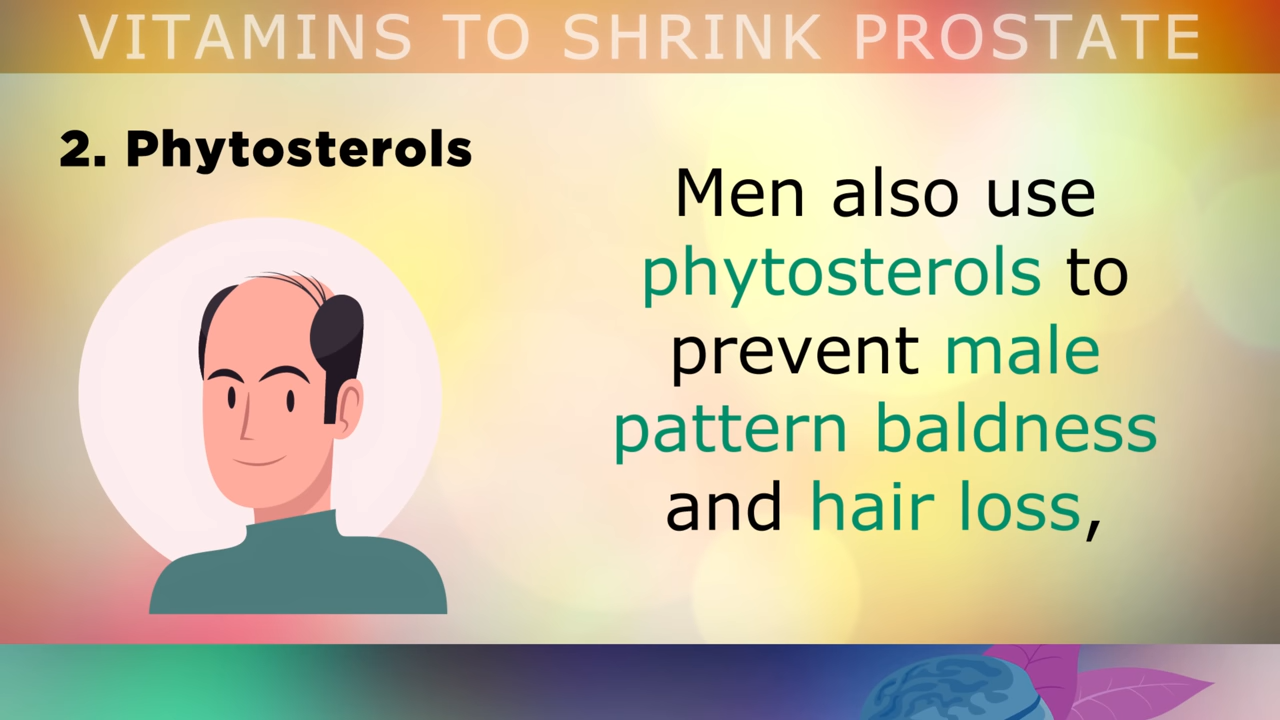 VITAMINS TO SHRINK PROSTATE
2. Phytosterols
Men also use
phytosterols to
prevent male
pattern baldness
and hair loss,